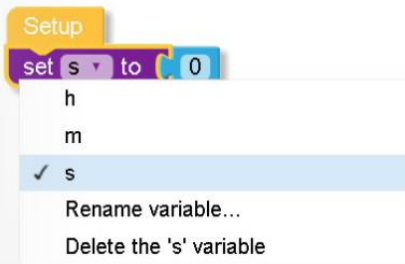 Setup
set s to 0
h
m
✓ s
Rename variable...
Delete the 's' variable